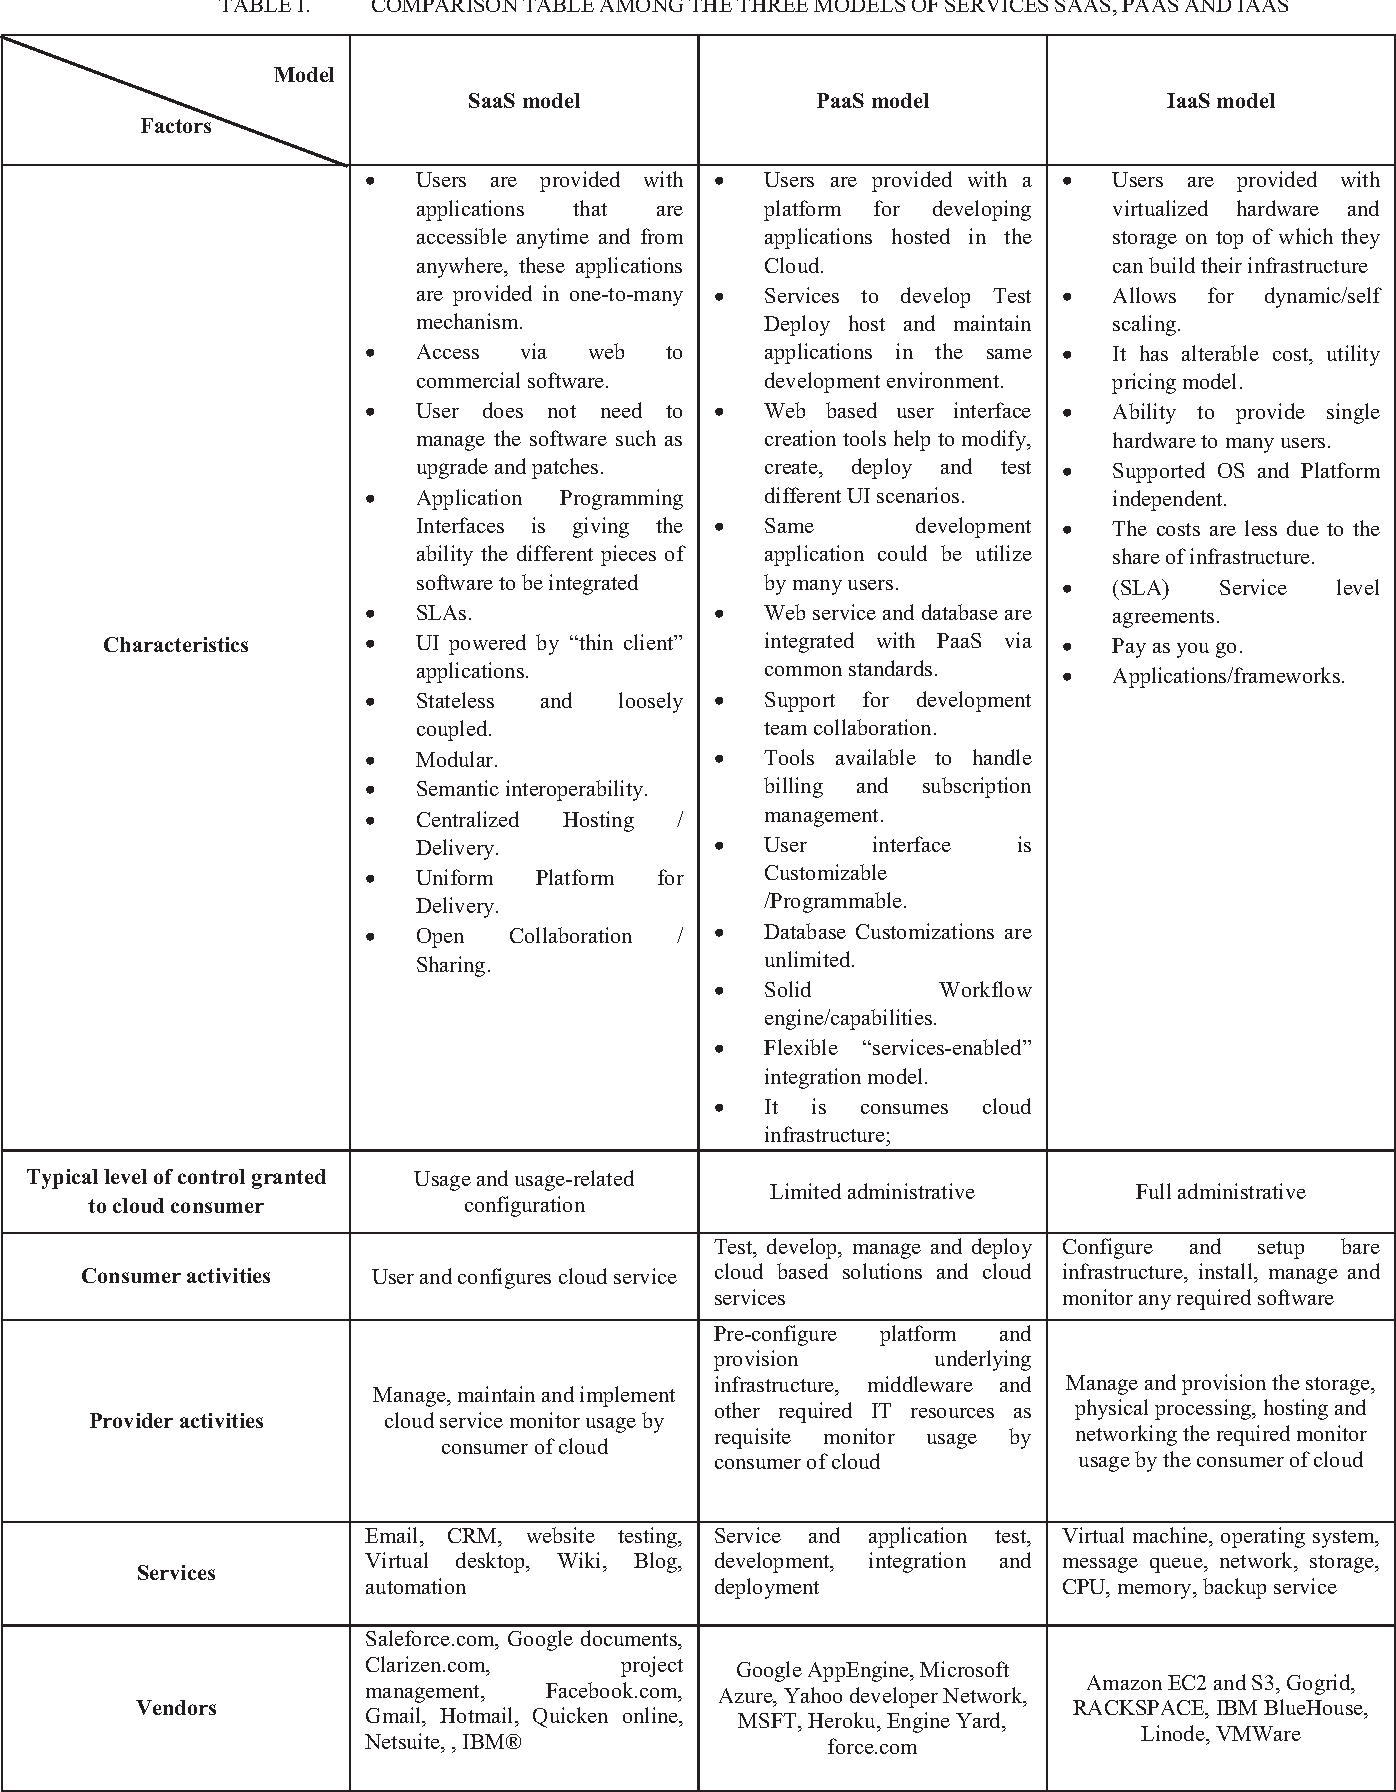 TABLE I. COMPARISON TABLE AMONG THE THREE MODELS OF SERVICES SAAS, PAAS AND IAAS
Model
Factors
SaaS model
PaaS model
IaaS model
Characteristics
• Users are provided with
applications that are
accessible anytime and from
anywhere, these applications
are provided in one-to-many
mechanism.
• Access via web to
commercial software.
• User does not need to
manage the software such as
upgrade and patches.
• Application Programming
Interfaces is giving the
ability the different pieces of
software to be integrated
• SLAs.
• UI powered by “thin client”
applications.
• Stateless and loosely
coupled.
• Modular.
• Semantic interoperability.
• Centralized Hosting /
Delivery.
• Uniform Platform for
Delivery.
• Open Collaboration /
Sharing.
• Users are provided with a
platform for developing
applications hosted in the
Cloud.
• Services to develop Test
Deploy host and maintain
applications in the same
development environment.
• Web based user interface
creation tools help to modify,
create, deploy and test
different UI scenarios.
• Same development
application could be utilize
by many users.
• Web service and database are
integrated with PaaS via
common standards.
• Support for development
team collaboration.
• Tools available to handle
billing and subscription
management.
• User interface is
Customizable
/Programmable.
• Database Customizations are
unlimited.
• Solid Workflow
engine/capabilities.
• Flexible “services-enabled”
integration model.
• It is consumes cloud
infrastructure;
• Users are provided with
virtualized hardware and
storage on top of which they
can build their infrastructure
• Allows for dynamic/self
scaling.
• It has alterable cost, utility
pricing model.
• Ability to provide single
hardware to many users.
• Supported OS and Platform
independent.
• The costs are less due to the
share of infrastructure.
• (SLA) Service level
agreements.
• Pay as you go.
• Applications/frameworks.
Typical level of control granted
to cloud consumer
Usage and usage-related
configuration
Limited administrative
Full administrative
Consumer activities
User and configures cloud service
Test, develop, manage and deploy
cloud based solutions and cloud
services
Configure and setup bare
infrastructure, install, manage and
monitor any required software
Provider activities
Manage, maintain and implement
cloud service monitor usage by
consumer of cloud
Pre-configure platform and
provision underlying
infrastructure, middleware and
other required IT resources as
requisite monitor usage by
consumer of cloud
Manage and provision the storage,
physical processing, hosting and
networking the required monitor
usage by the consumer of cloud
Services
Email, CRM, website testing,
Virtual desktop, Wiki, Blog,
automation
Service and application test,
development, integration and
deployment
Virtual machine, operating system,
message queue, network, storage,
CPU, memory, backup service
Vendors
Saleforce.com, Google documents,
Clarizen.com, project
management, Facebook.com,
Gmail, Hotmail, Quicken online,
Netsuite, , IBM®
Google AppEngine, Microsoft
Azure, Yahoo developer Network,
MSFT, Heroku, Engine Yard,
force.com
Amazon EC2 and S3, Gogrid,
RACKSPACE, IBM BlueHouse,
Linode, VMWare